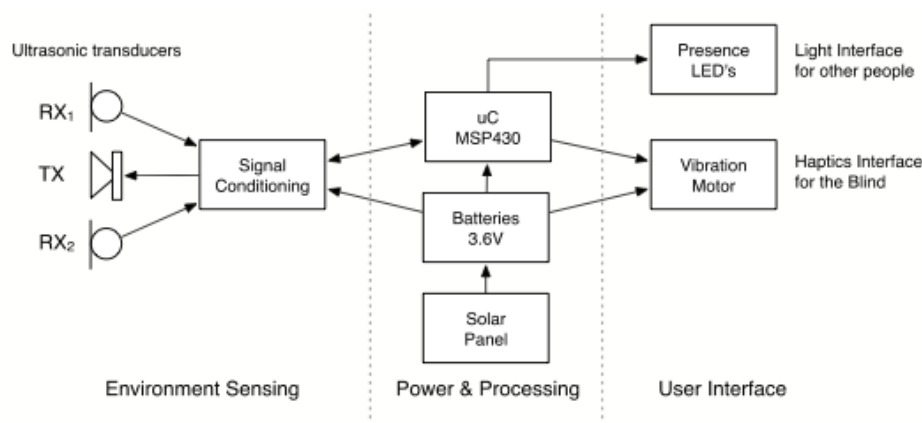 Ultrasonic transducers
RX₁
TX
RX₂
Signal
Conditioning
uC
MSP430
Batteries
3.6V
Solar
Panel
Presence
LED's
Light Interface
for other people
Vibration
Motor
Haptics Interface
for the Blind
Environment Sensing
Power & Processing
User Interface